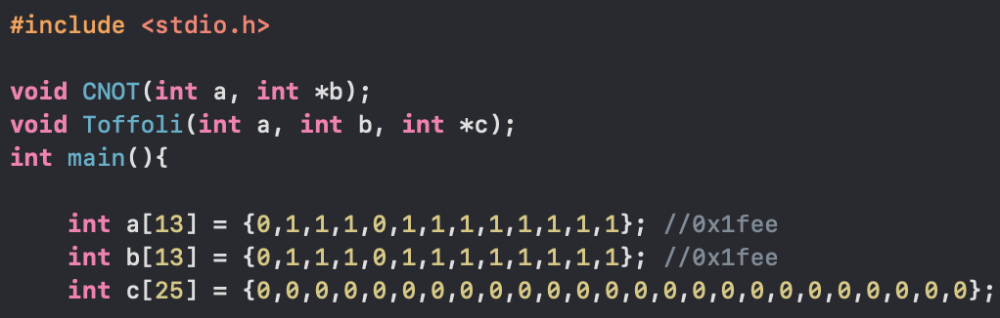 #include <stdio.h>
void CNOT(int a, int *b);
void Toffoli(int a, int b, int *c);
int main(){
int a[13] = {0,1,1,1,0,1,1,1,1,1,1,1,1}; //0x1fee
int b[13] = {0,1,1,1,0,1,1,1,1,1,1,1,1}; //0x1fee
int c[25] = {0,0,0,0,0,0,0,0,0,0,0,0,0,0,0,0,0,0,0,0,0,0,0,0,0};